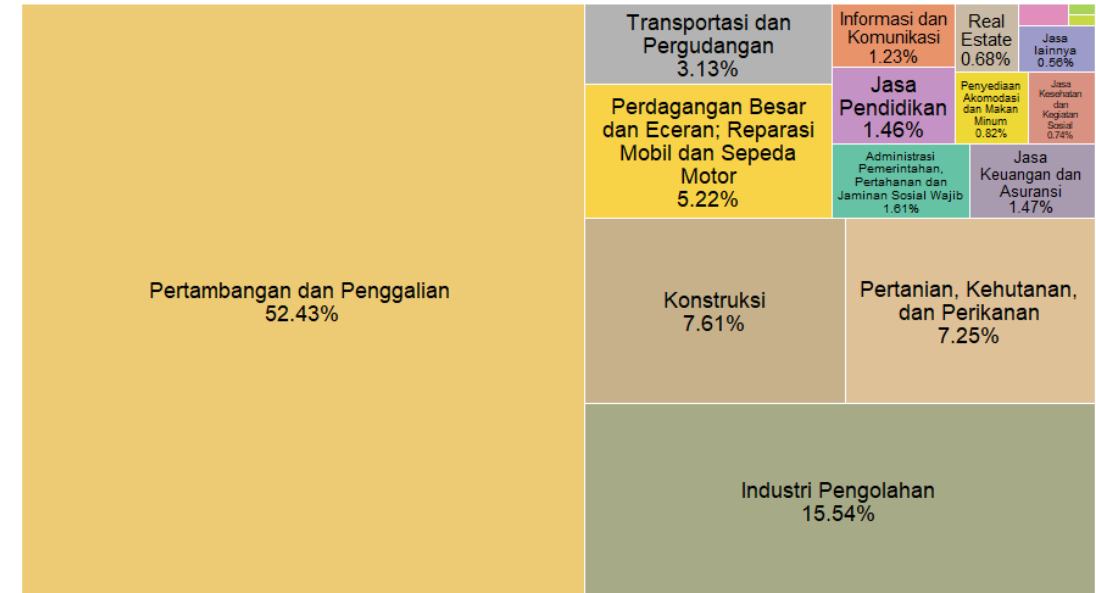 Pertambangan dan Penggalian
52.43%
Transportasi dan
Pergudangan
3.13%
Perdagangan Besar
dan Eceran; Reparasi
Mobil dan Sepeda
Motor
5.22%
Informasi dan
Komunikasi
1.23%
Real
Estate
0.68%
Jasa
lainnya
0.56%
Jasa
Pendidikan
1.46%
Penyediaan
Akomodasi
dan Makan
Minum
0.82%
Jasa
Kesehatan
dan
Kegiatan
Sosial
0.74%
Administrasi
Pemerintahan,
Pertahanan dan
Jaminan Sosial Wajib
1.61%
Jasa
Keuangan dan
Asuransi
1.47%
Konstruksi
7.61%
Pertanian, Kehutanan,
dan Perikanan
7.25%
Industri Pengolahan
15.54%